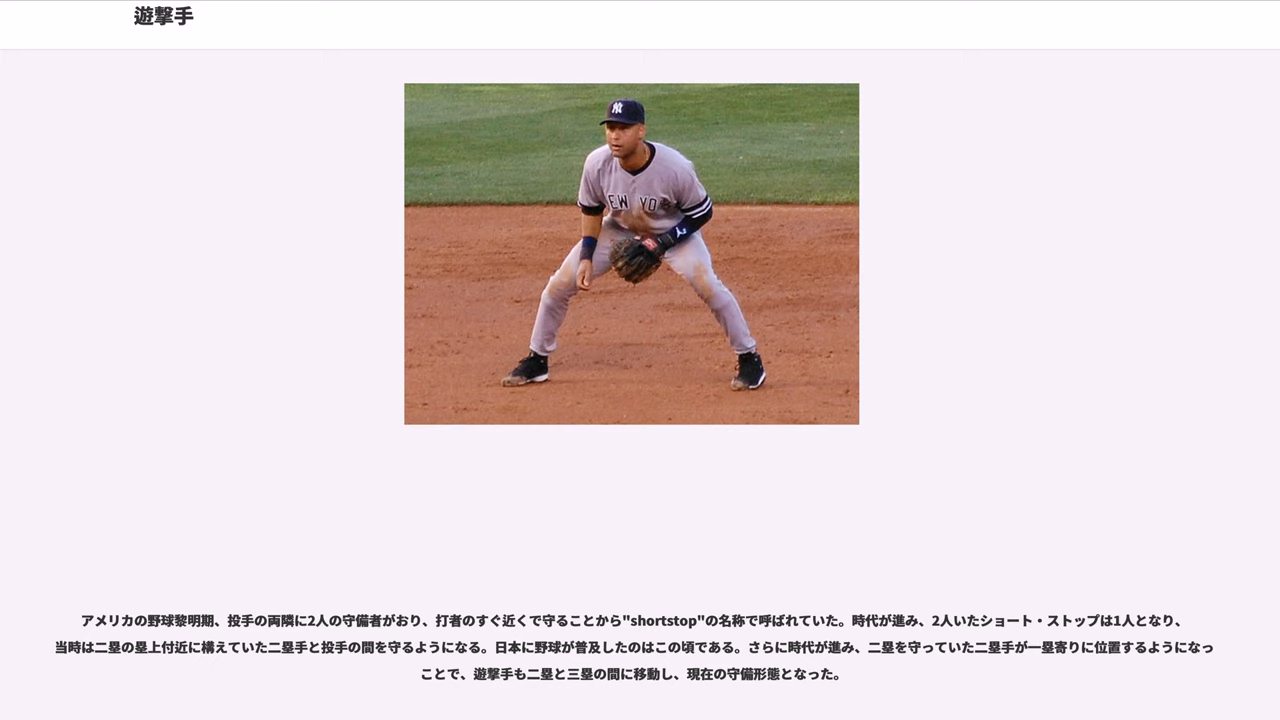 遊撃手
NY
EW YO
アメリカの野球黎明期、投手の両隣に2人の守備者がおり、打者のすぐ近くで守ることから"shortstop"の名称で呼ばれていた。時代が進み、2人いたショート・ストップは1人となり、
当時は二塁の塁上付近に構えていた二塁手と投手の間を守るようになる。日本に野球が普及したのはこの頃である。さらに時代が進み、二塁を守っていた二塁手が一塁寄りに位置するようになっ
ことで、遊撃手も二塁と三塁の間に移動し、現在の守備形態となった。